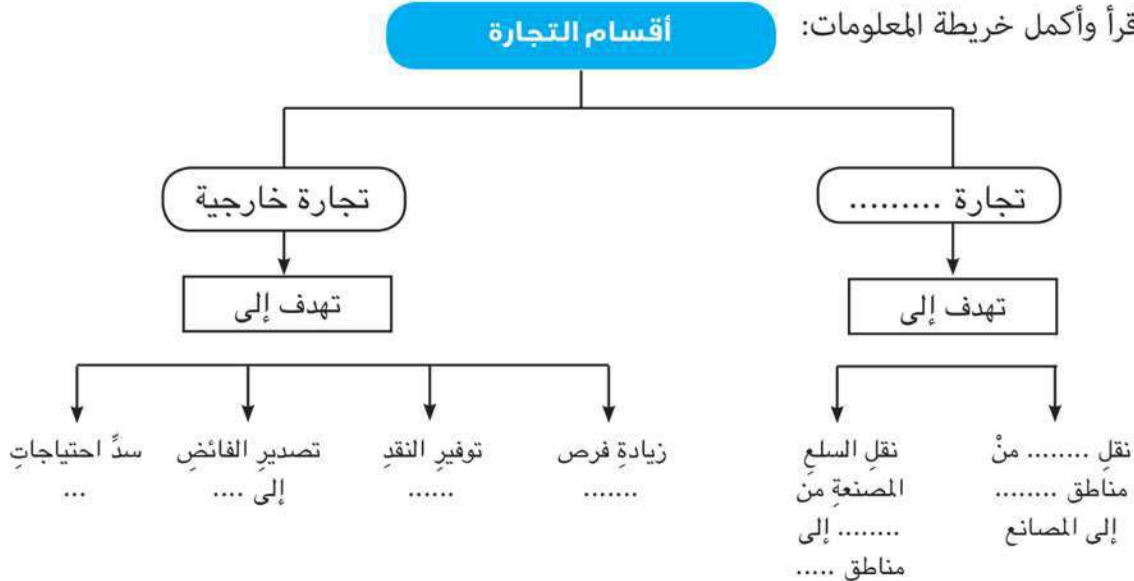 قرأ وأكمل خريطة المعلومات:
أقسام التجارة
تجارة .........
تجارة خارجية
تهدف إلى
تهدف إلى
نقلِ ........ منْ
مناطق ........
إلى المصانع
نقلِ السلعِ
المصنعةِ من
........ إلى
مناطق .....
زيادةِ فرص
.......
توفيرِ النقدِ
......
تصديرِ الفائضِ
إلى ....
سدِّ احتياجاتِ
...